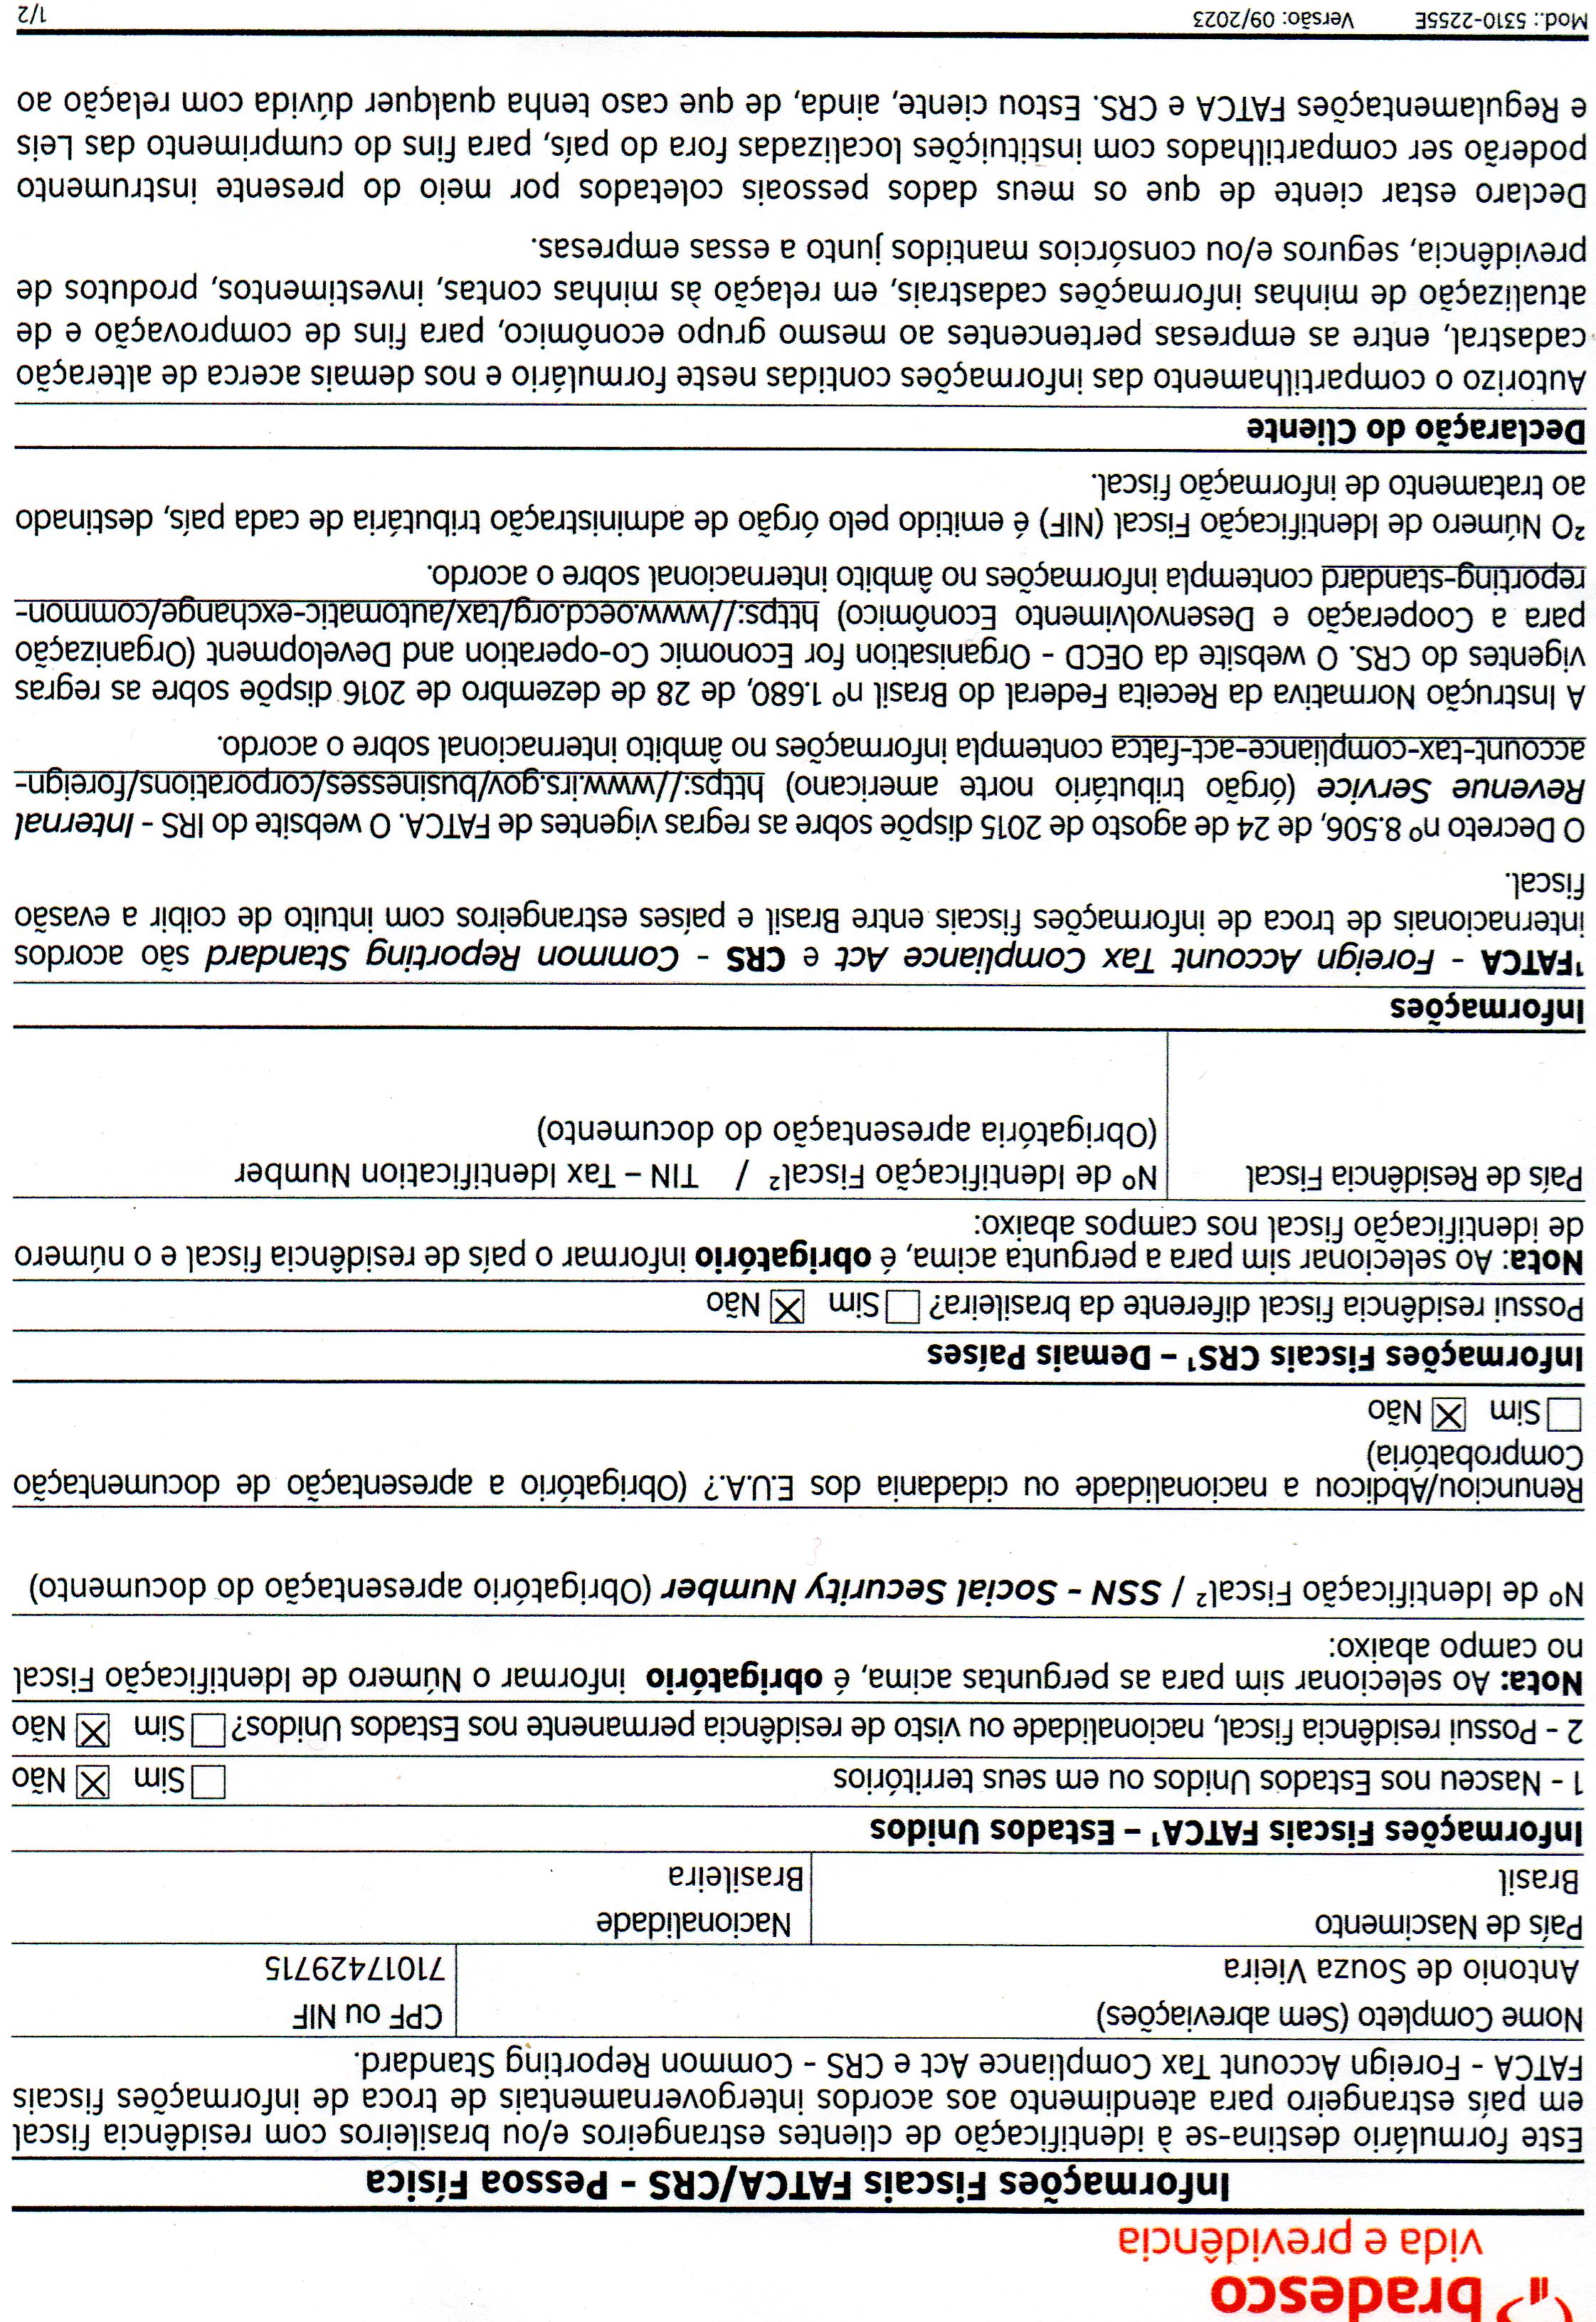 bradesco
vida e previdência
Informações Fiscais FATCA/CRS - Pessoa Física
Este formulário destina-se à identificação de clientes estrangeiros e/ou brasileiros com residência fiscal
em país estrangeiro para atendimento aos acordos intergovernamentais de troca de informações fiscais
FATCA - Foreign Account Tax Compliance Act e CRS - Common Reporting Standard.
Nome Completo (Sem abreviações) CPF ou NIF
Antonio de Souza Vieira 71017429715
País de Nascimento Nacionalidade
Brasil Brasileira
Informações Fiscais FATCA¹ – Estados Unidos
1 - Nasceu nos Estados Unidos ou em seus territórios ☐ Sim ☒ Não
2 - Possui residência fiscal, nacionalidade ou visto de residência permanente nos Estados Unidos? ☐ Sim ☒ Não
Nota: Ao selecionar sim para as perguntas acima, é obrigatório informar o Número de Identificação Fiscal
no campo abaixo:
Nº de Identificação Fiscal² / SSN - Social Security Number (Obrigatório apresentação do documento)
Renunciou/Abdicou a nacionalidade ou cidadania dos E.U.A.? (Obrigatório a apresentação de documentação
Comprobatória)
☐ Sim ☒ Não
Informações Fiscais CRS¹ – Demais Países
Possui residência fiscal diferente da brasileira? ☐ Sim ☒ Não
Nota: Ao selecionar sim para a pergunta acima, é obrigatório informar o país de residência fiscal e o número
de identificação fiscal nos campos abaixo:
País de Residência Fiscal Nº de Identificação Fiscal² / TIN – Tax Identification Number
(Obrigatória apresentação do documento)
Informações
¹FATCA - Foreign Account Tax Compliance Act e CRS - Common Reporting Standard são acordos
internacionais de troca de informações fiscais entre Brasil e países estrangeiros com intuito de coibir a evasão
fiscal.
O Decreto nº 8.506, de 24 de agosto de 2015 dispõe sobre as regras vigentes de FATCA. O website do IRS - Internal
Revenue Service (órgão tributário norte americano) https://www.irs.gov/businesses/corporations/foreign-
account-tax-compliance-act-fatca contempla informações no âmbito internacional sobre o acordo.
A Instrução Normativa da Receita Federal do Brasil nº 1.680, de 28 de dezembro de 2016 dispõe sobre as regras
vigentes do CRS. O website da OECD - Organisation for Economic Co-operation and Development (Organização
para a Cooperação e Desenvolvimento Econômico) https://www.oecd.org/tax/automatic-exchange/common-
reporting-standard contempla informações no âmbito internacional sobre o acordo.
²O Número de Identificação Fiscal (NIF) é emitido pelo órgão de administração tributária de cada país, destinado
ao tratamento de informação fiscal.
Declaração do Cliente
Autorizo o compartilhamento das informações contidas neste formulário e nos demais acerca de alteração
cadastral, entre as empresas pertencentes ao mesmo grupo econômico, para fins de comprovação e de
atualização de minhas informações cadastrais, em relação às minhas contas, investimentos, produtos de
previdência, seguros e/ou consórcios mantidos junto a essas empresas.
Declaro estar ciente de que os meus dados pessoais coletados por meio do presente instrumento
poderão ser compartilhados com instituições localizadas fora do país, para fins do cumprimento das Leis
e Regulamentações FATCA e CRS. Estou ciente, ainda, de que caso tenha qualquer dúvida com relação ao
Mod.: 5310-2255E Versão: 09/2023 1/2